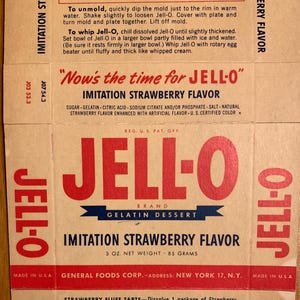 To unmold, quickly dip the mold just to the rim in warm
water. Shake slightly to loosen Jell-O. Cover with plate and
turn mold and plate together. Lift off mold.
To whip Jell-O, chill dissolved Jell-O until slightly thickened.
Set bowl of Jell-O in a larger bowl partly filled with ice and water.
(Be sure it rests firmly in larger bowl.) Whip Jell-O with rotary egg
beater until fluffy and thick like whipped cream.
IMITATION
BERRY FLAVOR
"Now's the time for JELL-O"
IMITATION STRAWBERRY FLAVOR
SUGAR-GELATIN-CITRIC ACID-SODIUM CITRATE AND/OR PHOSPHATE-SALT-NATURAL
STRAWBERRY FLAVOR ENHANCED WITH ARTIFICIAL FLAVOR-U.S. CERTIFIED COLOR
REG. U.S. PAT. OFF.
JELL-O
BRAND
GELATIN DESSERT
IMITATION STRAWBERRY FLAVOR
3 OZ. NET WEIGHT-85 GRAMS
JELL-O
JELL-O
MADE IN U.S.A.
GENERAL FOODS CORP.-ADDRESS: NEW YORK 17, N.Y.
MADE IN U.S.A.